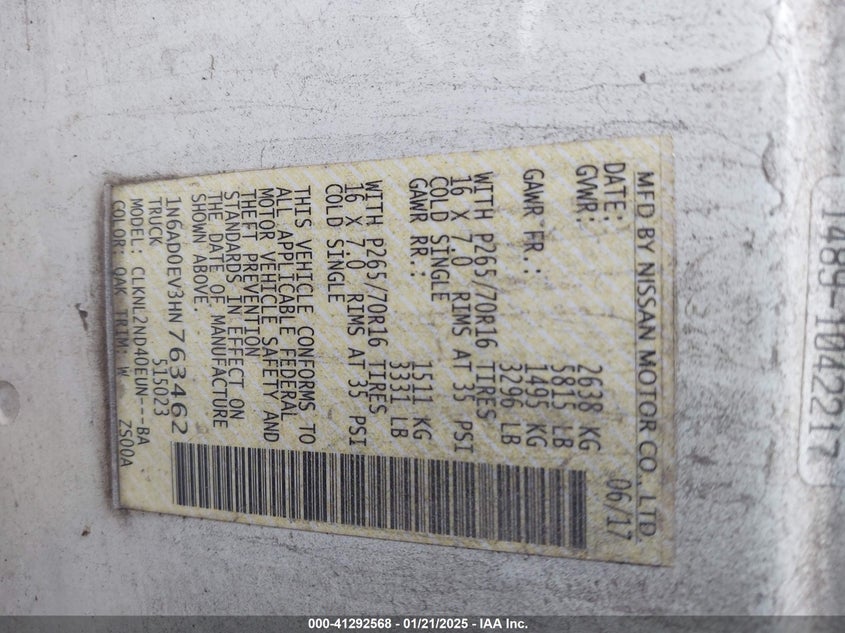 MFD BY NISSAN MOTOR CO., LTD.
DATE: 06/17
GVWR: 2638 KG
5815 LB
GAWR FR.: 1495 KG
3296 LB
WITH P265/70R16 TIRES
16 X 7.0 RIMS AT 35 PSI
COLD SINGLE
GAWR RR.: 1511 KG
3331 LB
WITH P265/70R16 TIRES
16 X 7.0 RIMS AT 35 PSI
COLD SINGLE
THIS VEHICLE CONFORMS TO
ALL APPLICABLE FEDERAL
MOTOR VEHICLE SAFETY AND
THEFT PREVENTION
STANDARDS IN EFFECT ON
THE DATE OF MANUFACTURE
SHOWN ABOVE.
1N6AD0EV3HN763462
TRUCK 515023
MODEL: CLKNL2ND40EUN---BA
COLOR: QAK TRIM: W ZS00A
1489-1042217
000-41292568 - 01/21/2025 - IAA Inc.